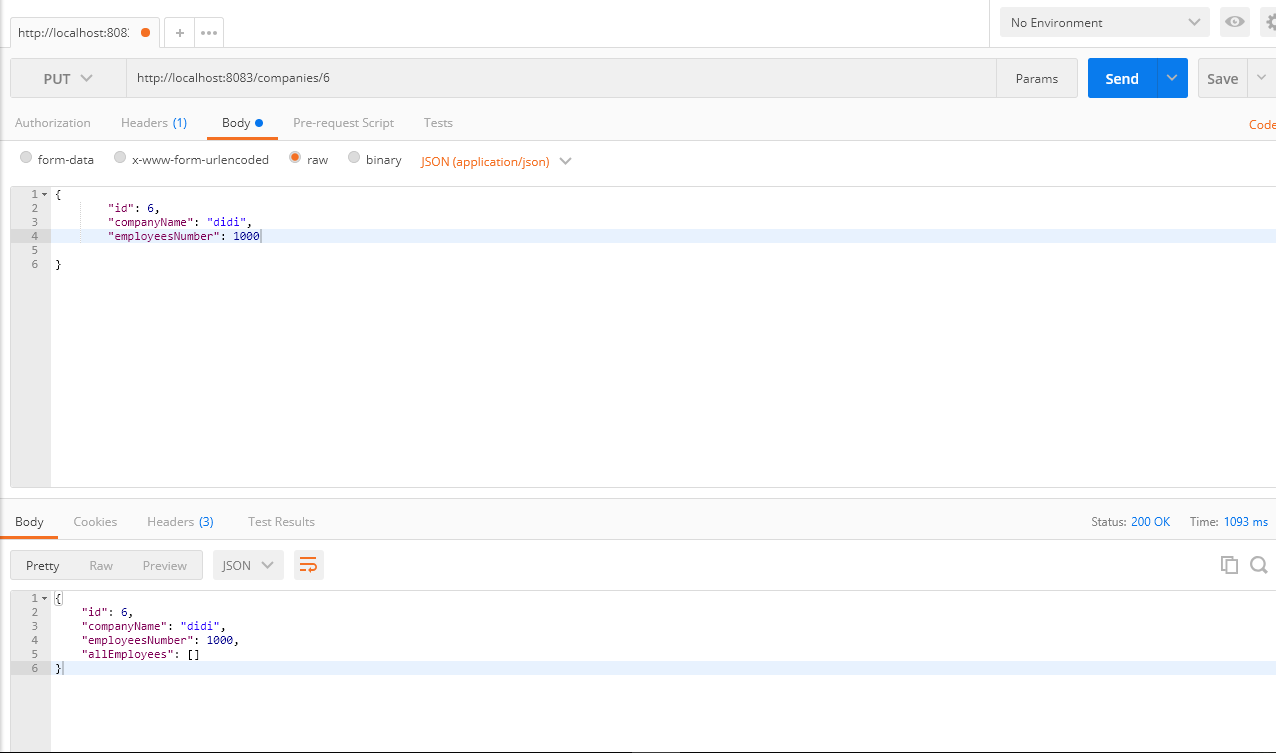 http://localhost:808
No Environment
PUT http://localhost:8083/companies/6 Params Send Save
Authorization Headers (1) Body Pre-request Script Tests Code
form-data x-www-form-urlencoded raw binary JSON (application/json)
1 {
2 "id": 6,
3 "companyName": "didi",
4 "employeesNumber": 1000
5
6 }
Body Cookies Headers (3) Test Results Status: 200 OK Time: 1093 ms
Pretty Raw Preview JSON
1 {
2 "id": 6,
3 "companyName": "didi",
4 "employeesNumber": 1000,
5 "allEmployees": []
6 }